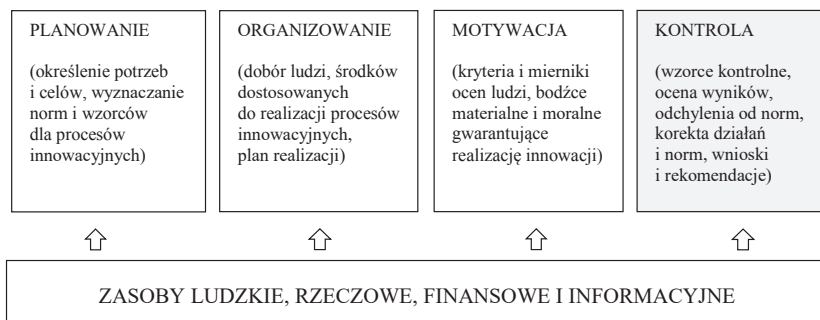 PLANOWANIE
(określenie potrzeb
i celów, wyznaczanie
norm i wzorców
dla procesów
innowacyjnych)
ORGANIZOWANIE
(dobór ludzi, środków
dostosowanych
do realizacji procesów
innowacyjnych,
plan realizacji)
MOTYWACJA
(kryteria i mierniki
ocen ludzi, bodźce
materialne i moralne
gwarantujące
realizację innowacji)
KONTROLA
(wzorce kontrolne,
ocena wyników,
odchylenia od norm,
korekta działań
i norm, wnioski
i rekomendacje)
ZASOBY LUDZKIE, RZECZOWE, FINANSOWE I INFORMACYJNE